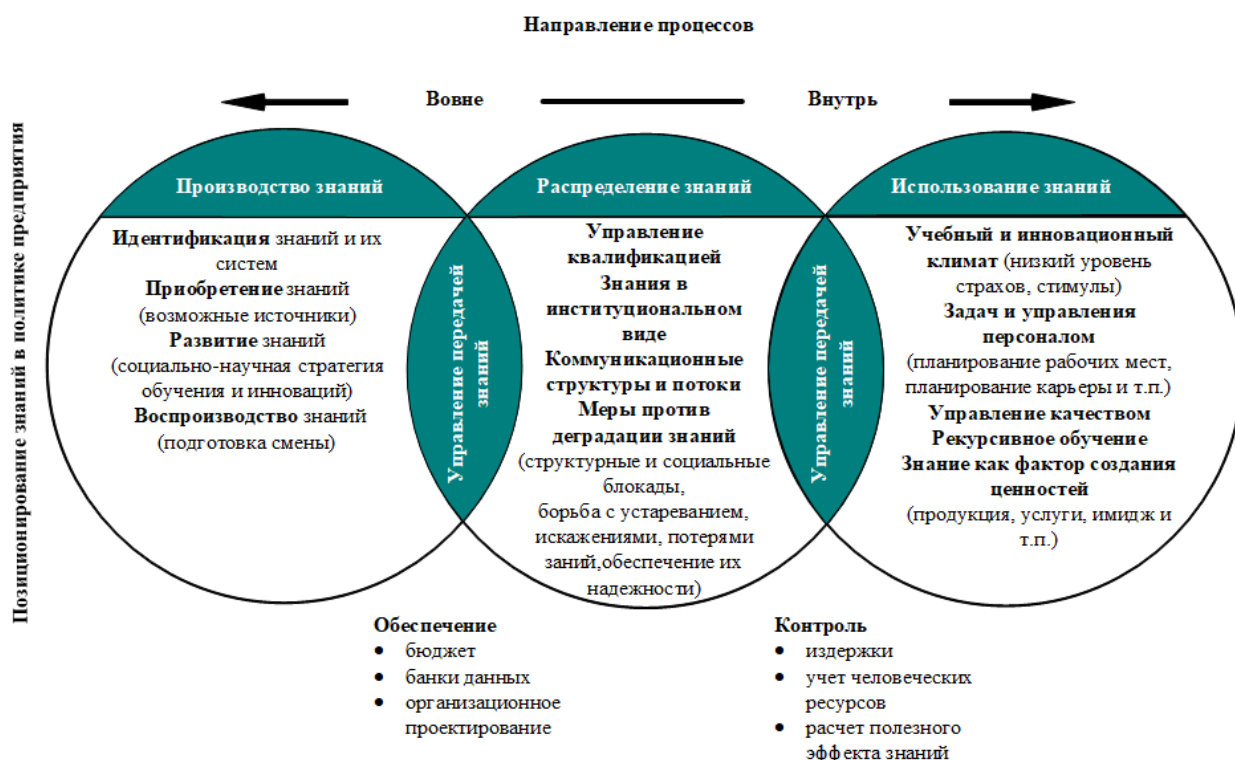 Направление процессов
Вовне
Внутрь
Позиционирование знаний в политике предприятия
Производство знаний
Идентификация знаний и их
систем
Приобретение знаний
(возможные источники)
Развитие знаний
(социально-научная стратегия
обучения и инноваций)
Воспроизводство знаний
(подготовка смены)
Управление передачей
знаний
Распределение знаний
Управление
квалификацией
Знания в
институциональном
виде
Коммуникационные
структуры и потоки
Меры против
деградации знаний
(структурные и социальные
блокады,
борьба с устареванием,
искажениями, потерями
заний,обеспечение их
надежности)
Управление передачей
знаний
Использование знаний
Учебный и инновационный
климат (низкий уровень
страхов, стимулы)
Задач и управления
персоналом
(планирование рабочих мест,
планирование карьеры и т.п.)
Управление качеством
Рекурсивное обучение
Знание как фактор создания
ценностей
(продукция, услуги, имидж и
т.п.)
Обеспечение
• бюджет
• банки данных
• организационное
проектирование
Контроль
• издержки
• учет человеческих
ресурсов
• расчет полезного
эффекта знаний